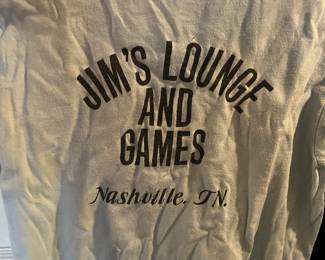 JIM'S LOUNGE
AND
GAMES
Nashville. TN.